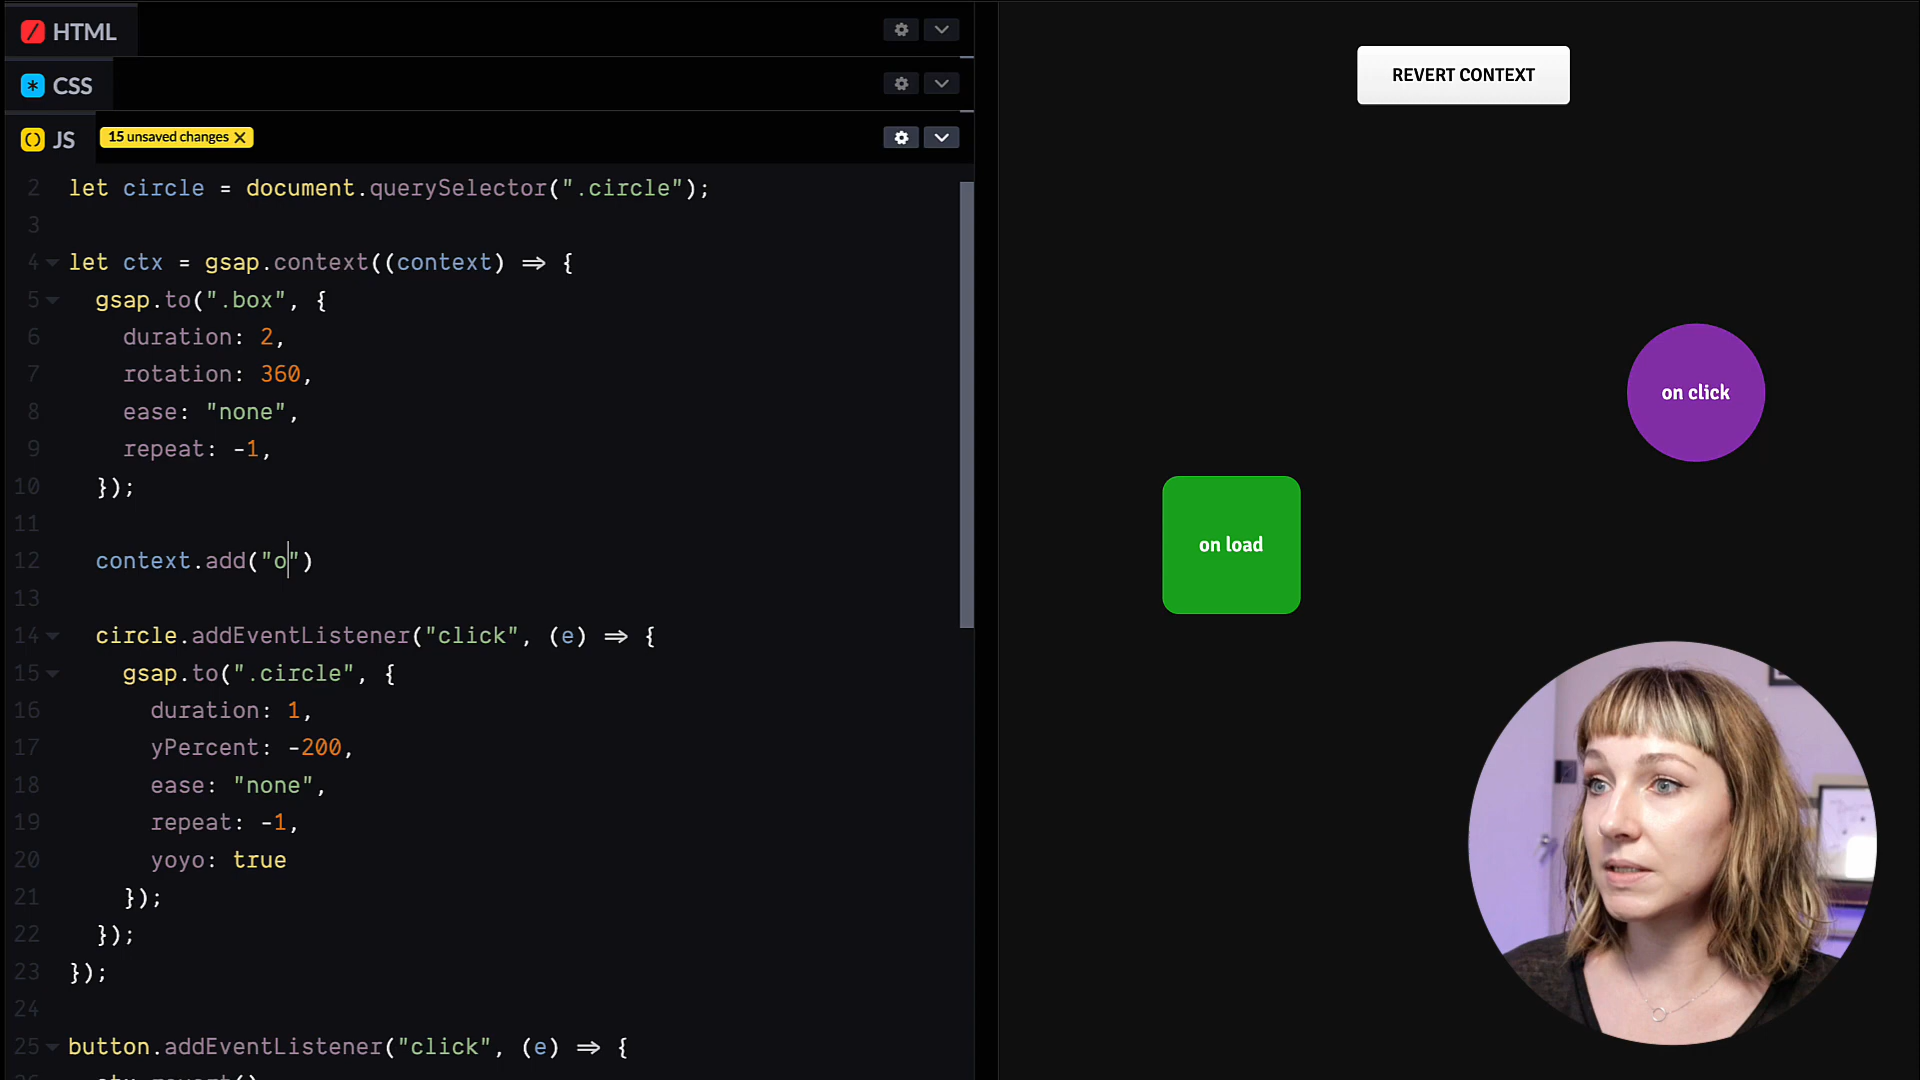 HTML
CSS
JS
15 unsaved changes
2 let circle = document.querySelector(".circle");
3
4 let ctx = gsap.context((context) => {
5 gsap.to(".box", {
6 duration: 2,
7 rotation: 360,
8 ease: "none",
9 repeat: -1,
10 });
11
12 context.add("o")
13
14 circle.addEventListener("click", (e) => {
15 gsap.to(".circle", {
16 duration: 1,
17 yPercent: -200,
18 ease: "none",
19 repeat: -1,
20 yoyo: true
21 });
22 });
23 });
24
25 button.addEventListener("click", (e) => {
REVERT CONTEXT
on click
on load